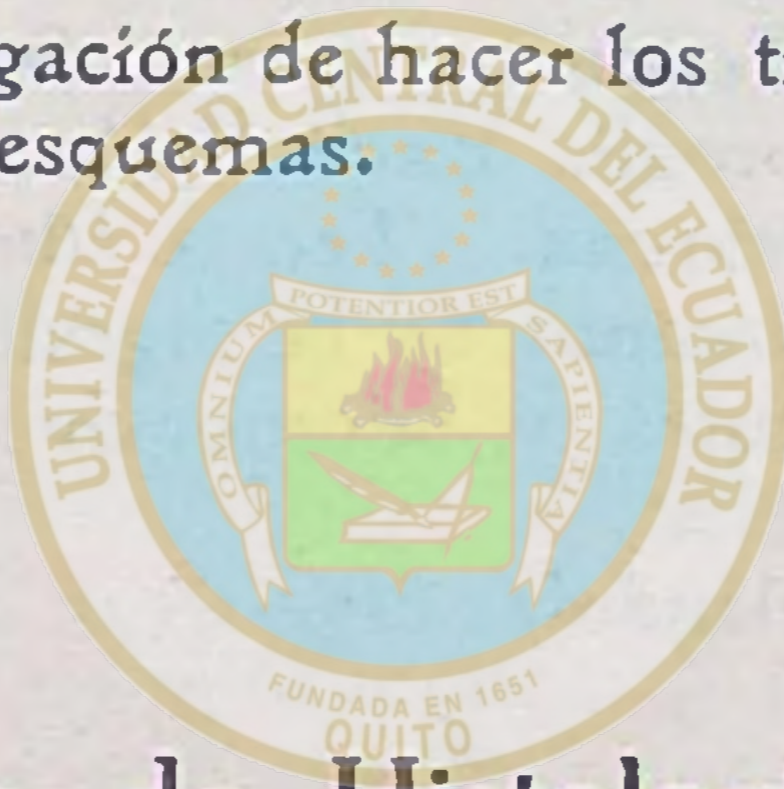 gación de hacer los
esquemas.
UNIVERSIDAD CENTRAL DEL ECUADOR
OMNIUM POTENTIOR EST SAPIENTIA
FUNDADA EN 1651
QUITO